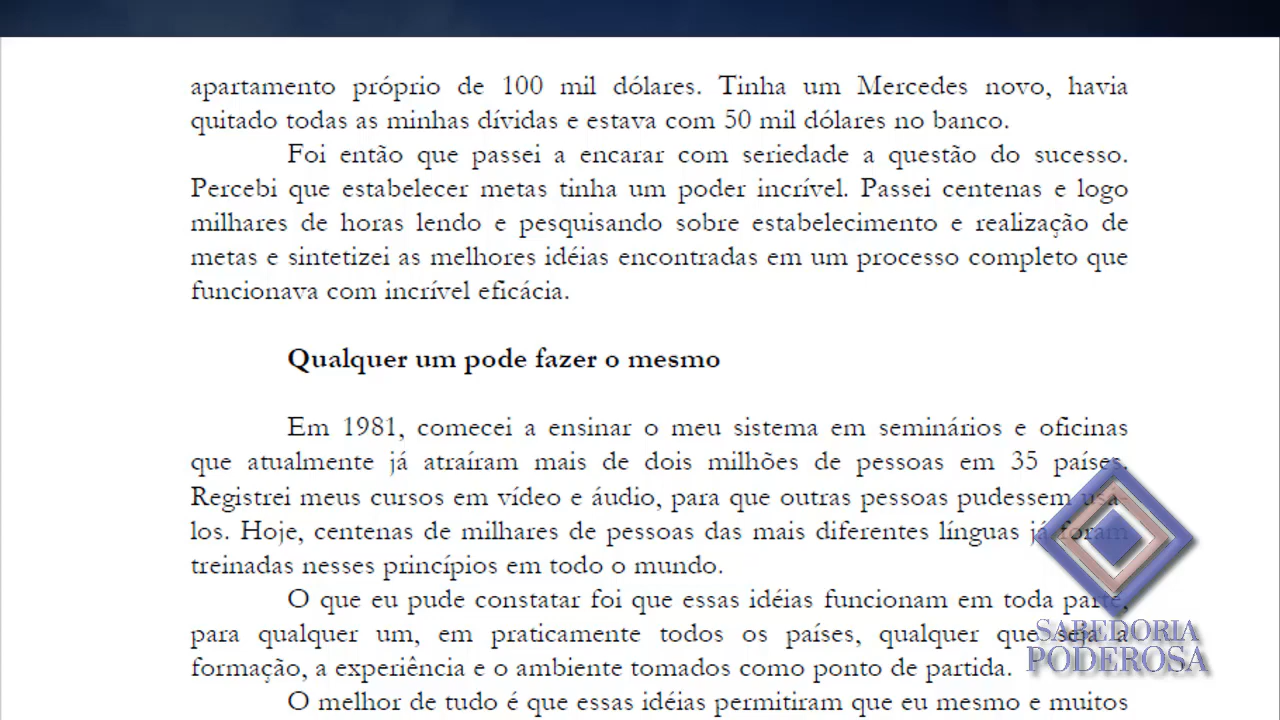 apartamento próprio de 100 mil dólares. Tinha um Mercedes novo, havia
quitado todas as minhas dívidas e estava com 50 mil dólares no banco.
Foi então que passei a encarar com seriedade a questão do sucesso.
Percebi que estabelecer metas tinha um poder incrível. Passei centenas e logo
milhares de horas lendo e pesquisando sobre estabelecimento e realização de
metas e sintetizei as melhores idéias encontradas em um processo completo que
funcionava com incrível eficácia.
Qualquer um pode fazer o mesmo
Em 1981, comecei a ensinar o meu sistema em seminários e oficinas
que atualmente já atraíram mais de dois milhões de pessoas em 35 países.
Registrei meus cursos em vídeo e áudio, para que outras pessoas pudessem usá-
los. Hoje, centenas de milhares de pessoas das mais diferentes línguas já foram
treinadas nesses princípios em todo o mundo.
O que eu pude constatar foi que essas idéias funcionam em toda parte,
para qualquer um, em praticamente todos os países, qualquer que seja a
formação, a experiência e o ambiente tomados como ponto de partida.
O melhor de tudo é que essas idéias permitiram que eu mesmo e muitos
SABEDORIA
PODEROSA